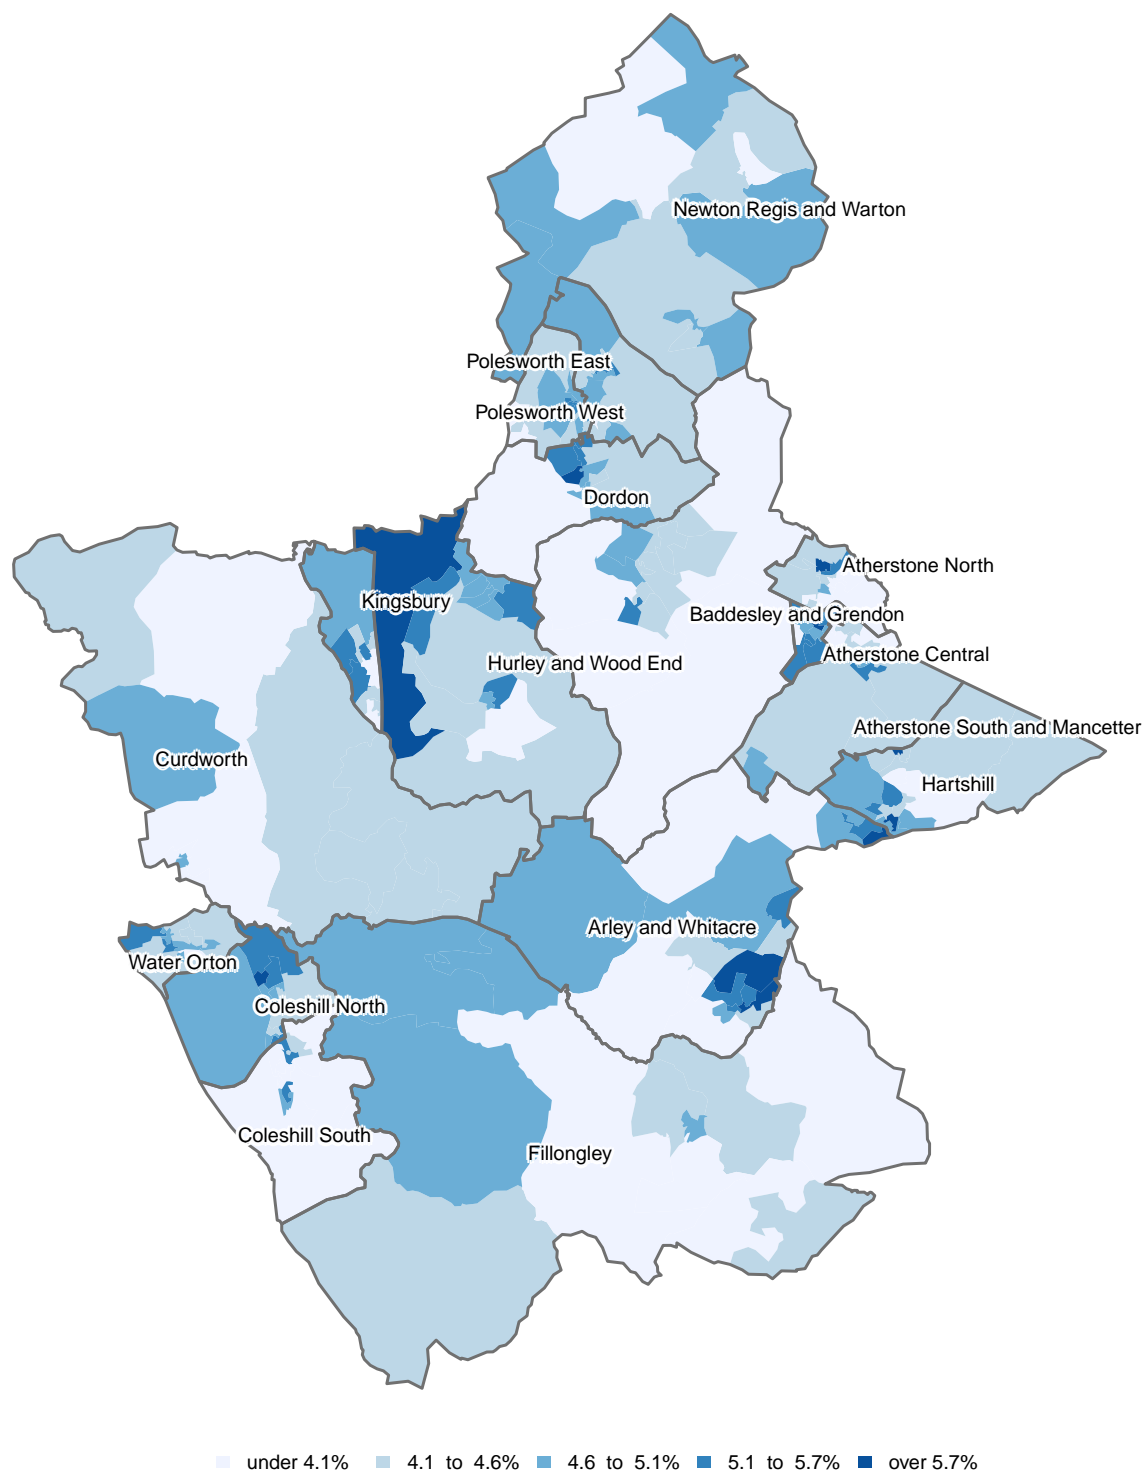 Newton Regis and Warton
Polesworth East
Polesworth West
Dordon
Atherstone North
Kingsbury
Baddesley and Grendon
Hurley and Wood End
Atherstone Central
Atherstone South and Mancetter
Curdworth
Hartshill
Arley and Whitacre
Water Orton
Coleshill North
Coleshill South
Fillongley
under 4.1% 4.1 to 4.6% 4.6 to 5.1% 5.1 to 5.7% over 5.7%